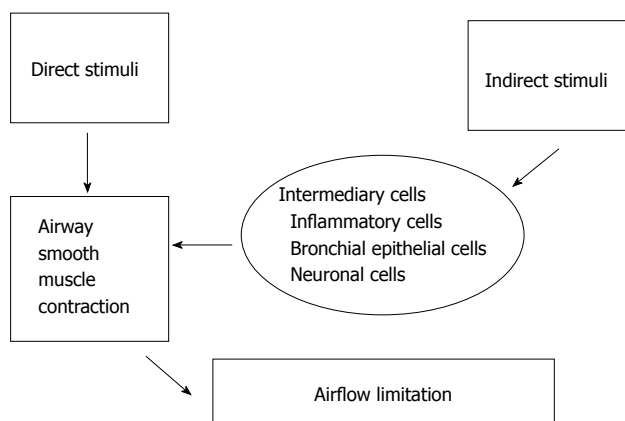 Direct stimuli
Indirect stimuli
Intermediary cells
Inflammatory cells
Bronchial epithelial cells
Neuronal cells
Airway
smooth
muscle
contraction
Airflow limitation